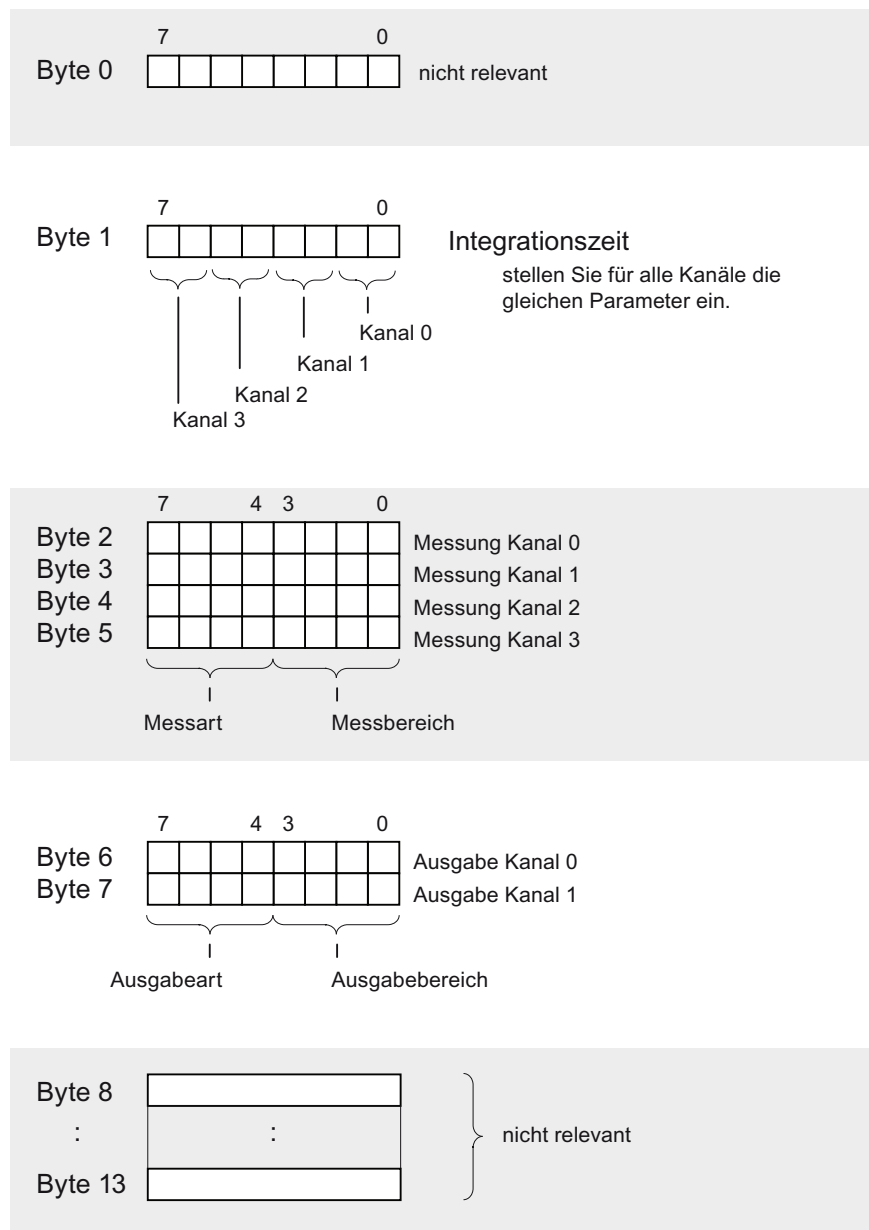 7 0
Byte 0 nicht relevant
7 0
Byte 1 Integrationszeit
stellen Sie für alle Kanäle die
gleichen Parameter ein.
Kanal 0
Kanal 1
Kanal 2
Kanal 3
7 4 3 0
Byte 2 Messung Kanal 0
Byte 3 Messung Kanal 1
Byte 4 Messung Kanal 2
Byte 5 Messung Kanal 3
Messart Messbereich
7 4 3 0
Byte 6 Ausgabe Kanal 0
Byte 7 Ausgabe Kanal 1
Ausgabeart Ausgabebereich
Byte 8
: : nicht relevant
Byte 13